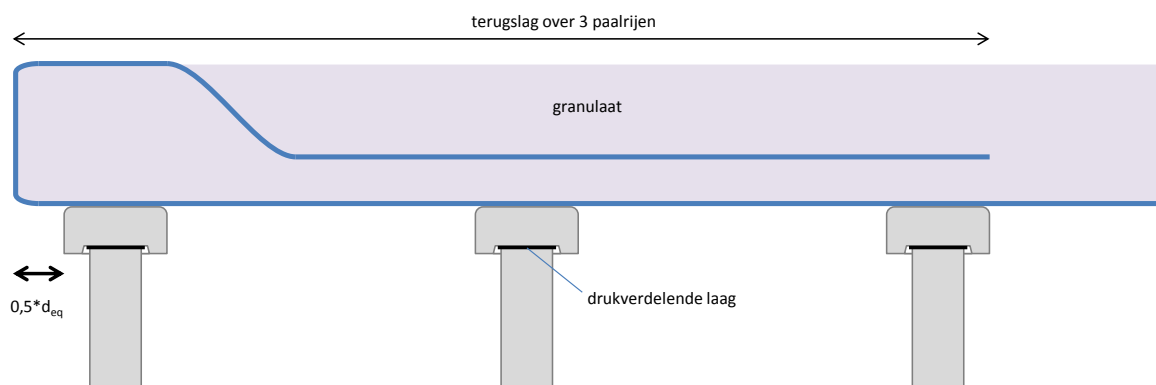 terugslag over 3 paalrijen
granulaat
0,5*deq
drukverdelende laag